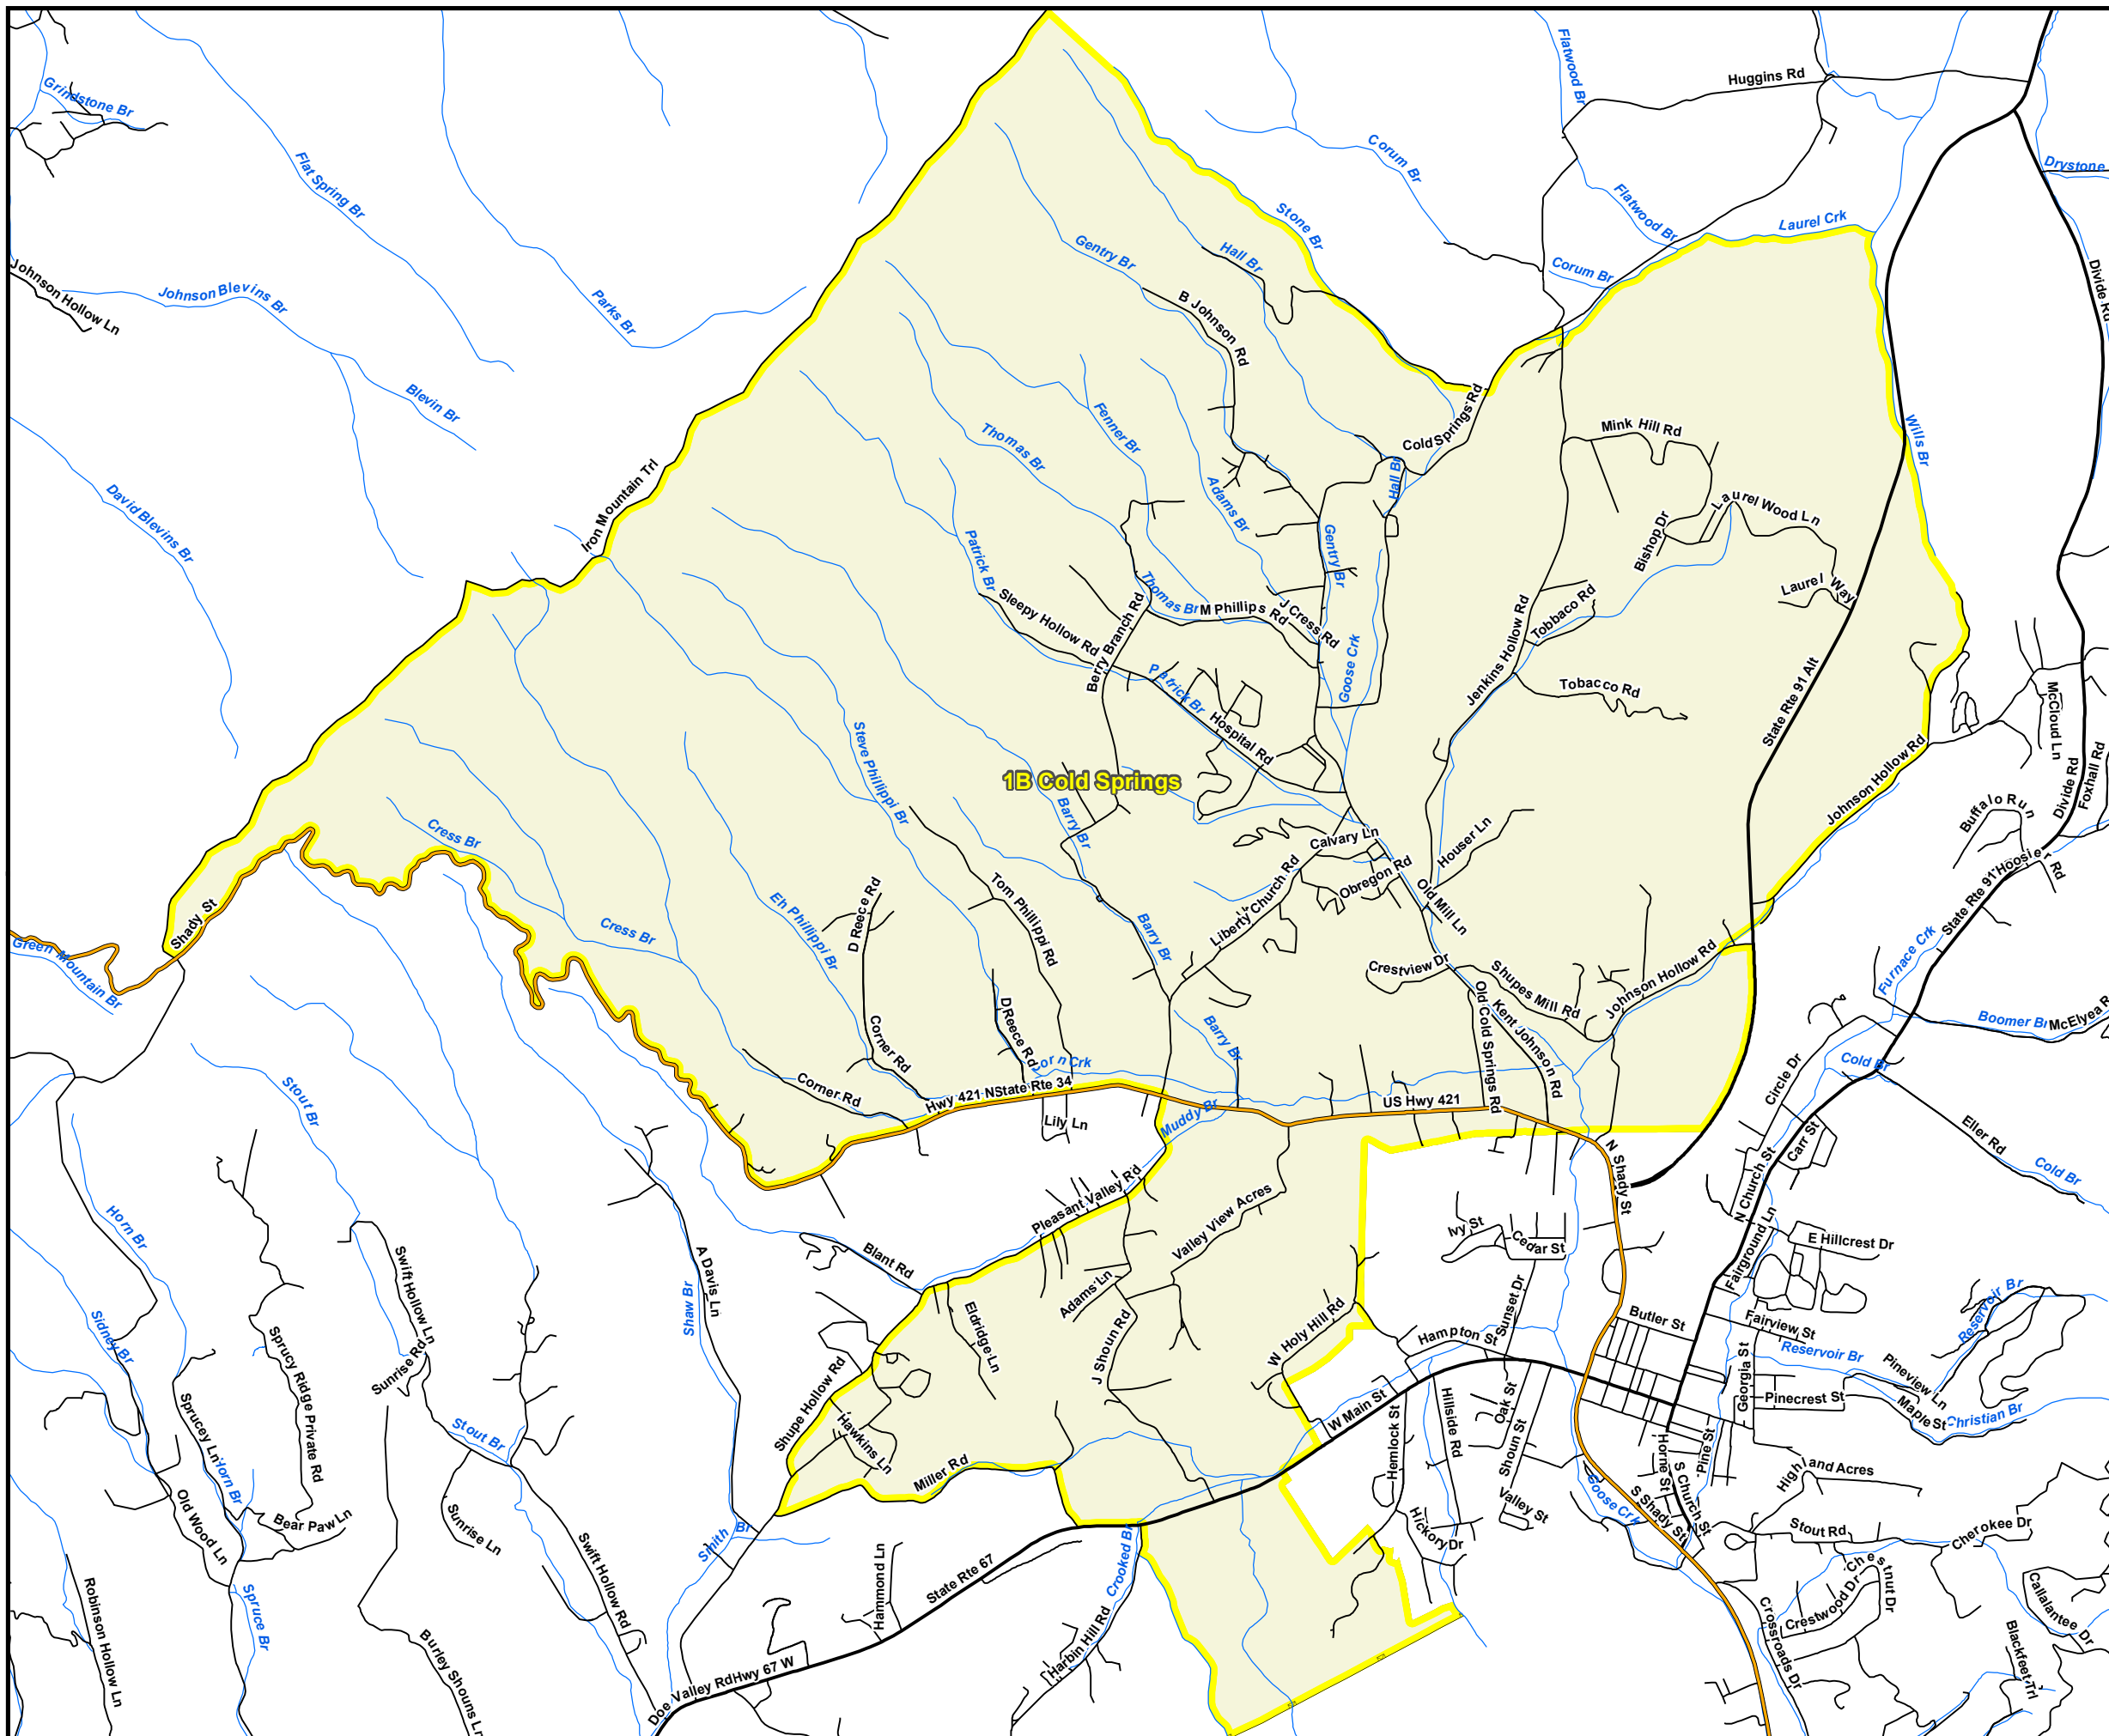 Huggins Rd
Flatwood Br
Grindstone Br
Corum Br
Flat Spring Br
Drystone
Flatwood Br
Laurel Crk
Stone Br
Gentry Br
Hall Br
Corum Br
Johnson Hollow Ln
Johnson Blevins Br
Parks Br
B Johnson Rd
Divide Rd
Blevin Br
Fenner Br
Thomas Br
Cold Springs Rd
Mink Hill Rd
Wills Br
Iron Mountain Trl
Hall Br
Adams Br
Laurel Wood Ln
David Blevins Br
Bishop Dr
Patrick Br
Gentry Br
Thomas Br
M Phillips Rd
J Cress Rd
Sleepy Hollow Rd
Berry Branch Rd
Laurel Way
Tobbaco Rd
Jenkins Hollow Rd
Goose Crk
Patrick Br
Tobacco Rd
State Rte 91 Alt
McCloud Ln
Hospital Rd
Steve Phillippi Br
1B Cold Springs
Johnson Hollow Rd
Divide Rd
Foxhall Rd
Buffalo Run
Barry Br
Cress Br
Calvary Ln
Houser Ln
Obregon Rd
Old Mill Ln
Liberty Church Rd
Hoosier Rd
State Rte 91
Tom Phillippi Rd
D Reece Rd
Eh Phillippi Br
Shady St
Cress Br
Barry Br
Green Mountain Br
Crestview Dr
Shupes Mill Rd
Johnson Hollow Rd
Furnace Crk
Old Cold Springs Rd
Kent Johnson Rd
D Reece Rd
Corner Rd
Barry Br
Boomer Br
McElyea R
Corn Crk
Corner Rd
Hwy 421 N
State Rte 34
US Hwy 421
Cold Br
Circle Dr
Stout Br
Lily Ln
Muddy Br
Carr St
Eller Rd
Cold Br
N Shady St
N Church St
Pleasant Valley Rd
Valley View Acres
Ivy St
Cedar St
Fairground Ln
E Hillcrest Dr
Horn Br
Swift Hollow Ln
A Davis Ln
Blant Rd
Shaw Br
Adams Ln
Eldridge Ln
Sunset Dr
Reservoir Br
Sidney Br
W Holy Hill Rd
Hampton St
Butler St
Fairview St
Reservoir Br
J Shoun Rd
Sprucy Ridge Private Rd
Sunrise Rd
Shupe Hollow Rd
Georgia St
Pineview Ln
Pinecrest St
Maple St
Christian Br
Sprucey Ln
Stout Br
Hawkins Ln
W Main St
Hemlock St
Hillside Rd
Oak St
Shoun St
Pine St
Horne St
S Church St
Highland Acres
Miller Rd
Horn Br
Old Wood Ln
Bear Paw Ln
Sunrise Ln
Valley St
Goose Crk
S Shady St
Hickory Dr
Stout Rd
Cherokee Dr
Smith Br
Swift Hollow Rd
Hammond Ln
State Rte 67
Crooked Br
Chestnut Dr
Crestwood Dr
Callalantee Dr
Robinson Hollow Ln
Spruce Br
Burley Shouns Ln
Harbin Hill Rd
Crossroads Dr
Blackfeet Trl
Doe Valley Rd
Hwy 67 W